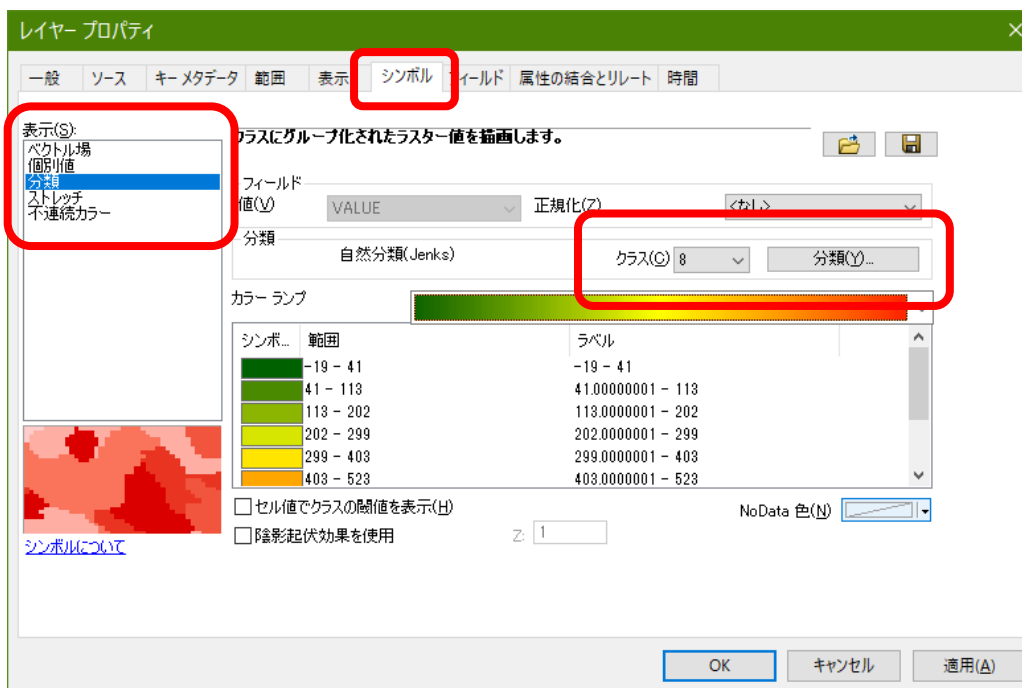 レイヤー プロパティ
一般 ソース キー メタデータ 範囲 表示 シンボル フィールド 属性の結合とリレート 時間
表示(S):
ベクトル場
個別値
分類
ストレッチ
不連続カラー
クラスにグループ化されたラスター値を描画します。
フィールド
値(V) VALUE 正規化(Z) <なし>
分類
自然分類(Jenks) クラス(C) 8 分類(Y)...
カラー ランプ
シンボ... 範囲 ラベル
-19 - 41 -19 - 41
41 - 113 41.00000001 - 113
113 - 202 113.0000001 - 202
202 - 299 202.0000001 - 299
299 - 403 299.0000001 - 403
403 - 523 403.0000001 - 523
セル値でクラスの閾値を表示(H) NoData 色(N)
陰影起伏効果を使用 Z: 1
シンボルについて
OK キャンセル 適用(A)